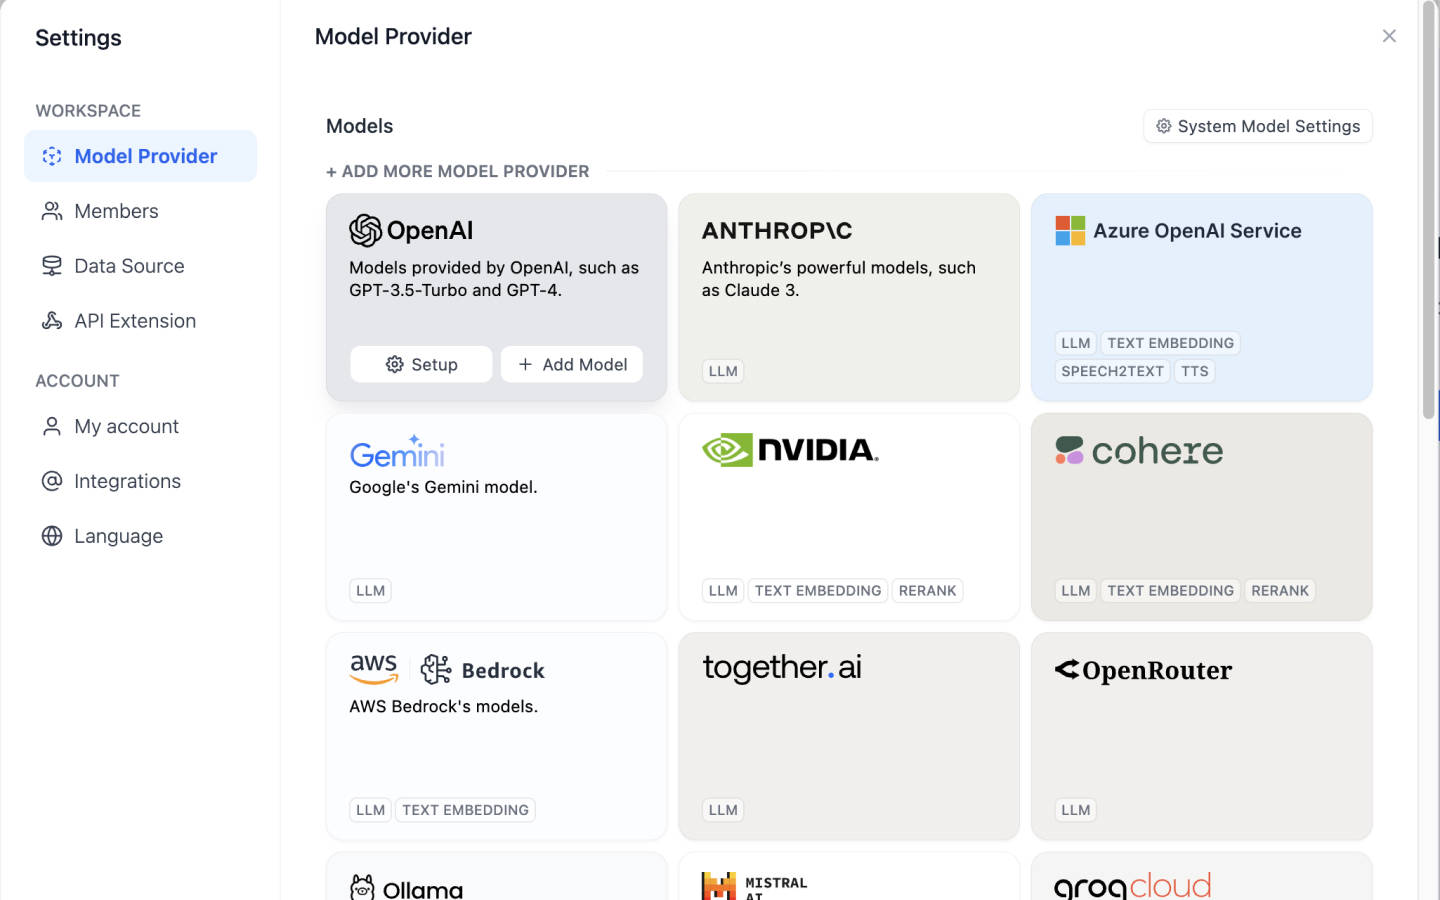 Settings
WORKSPACE
Model Provider
Members
Data Source
API Extension
ACCOUNT
My account
Integrations
Language
Model Provider
Models
System Model Settings
+ ADD MORE MODEL PROVIDER
OpenAI
Models provided by OpenAI, such as
GPT-3.5-Turbo and GPT-4.
Setup
+ Add Model
ANTHROP\C
Anthropic’s powerful models, such
as Claude 3.
LLM
Azure OpenAI Service
LLM TEXT EMBEDDING
SPEECH2TEXT TTS
Gemini
Google's Gemini model.
LLM
NVIDIA.
LLM TEXT EMBEDDING RERANK
cohere
LLM TEXT EMBEDDING RERANK
aws Bedrock
AWS Bedrock's models.
LLM TEXT EMBEDDING
together.ai
LLM
OpenRouter
LLM
Ollama
MISTRAL
AI
groqcloud